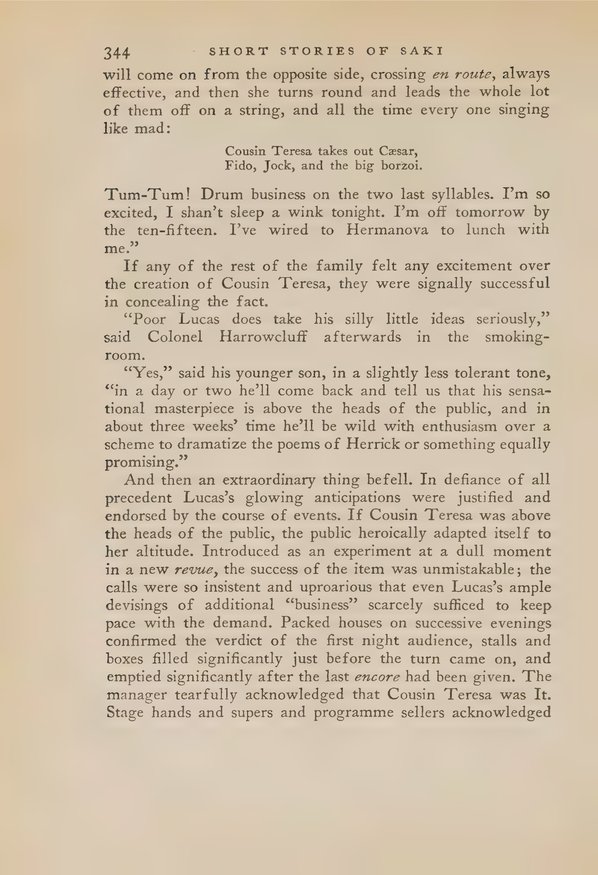 344 SHORT STORIES OF SAKI
will come on from the opposite side, crossing en route, always
effective, and then she turns round and leads the whole lot
of them off on a string, and all the time every one singing
like mad:
Cousin Teresa takes out Cæsar,
Fido, Jock, and the big borzoi.
Tum-Tum! Drum business on the two last syllables. I’m so
excited, I shan’t sleep a wink tonight. I’m off tomorrow by
the ten-fifteen. I’ve wired to Hermanova to lunch with
me.”
If any of the rest of the family felt any excitement over
the creation of Cousin Teresa, they were signally successful
in concealing the fact.
“Poor Lucas does take his silly little ideas seriously,”
said Colonel Harrowcluff afterwards in the smoking-
room.
“Yes,” said his younger son, in a slightly less tolerant tone,
“in a day or two he’ll come back and tell us that his sensa-
tional masterpiece is above the heads of the public, and in
about three weeks’ time he’ll be wild with enthusiasm over a
scheme to dramatize the poems of Herrick or something equally
promising.”
And then an extraordinary thing befell. In defiance of all
precedent Lucas’s glowing anticipations were justified and
endorsed by the course of events. If Cousin Teresa was above
the heads of the public, the public heroically adapted itself to
her altitude. Introduced as an experiment at a dull moment
in a new revue, the success of the item was unmistakable; the
calls were so insistent and uproarious that even Lucas’s ample
devisings of additional “business” scarcely sufficed to keep
pace with the demand. Packed houses on successive evenings
confirmed the verdict of the first night audience, stalls and
boxes filled significantly just before the turn came on, and
emptied significantly after the last encore had been given. The
manager tearfully acknowledged that Cousin Teresa was It.
Stage hands and supers and programme sellers acknowledged